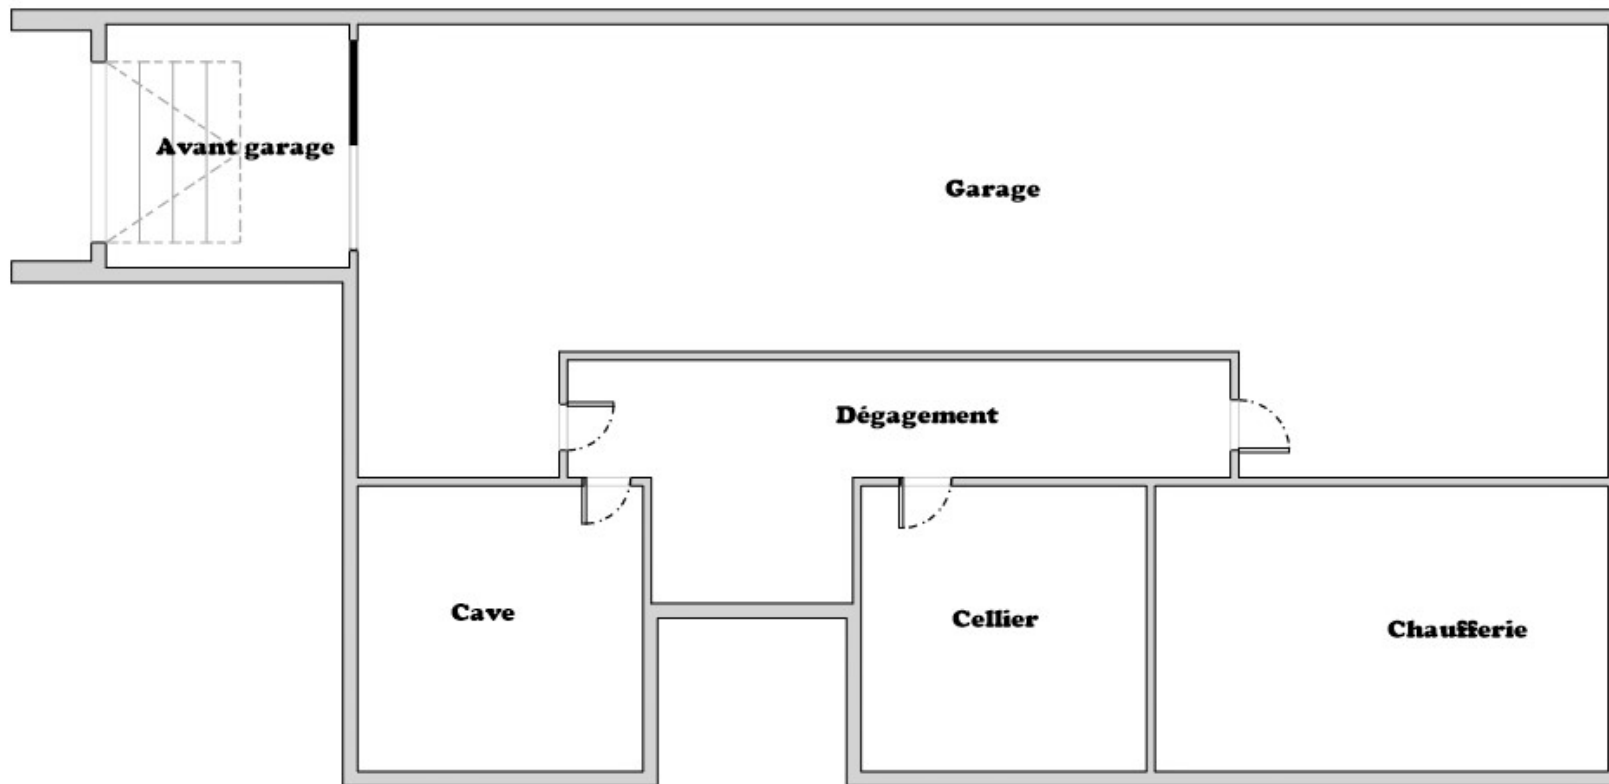 Avant garage
Garage
Dégagement
Cave
Cellier
Chaufferie